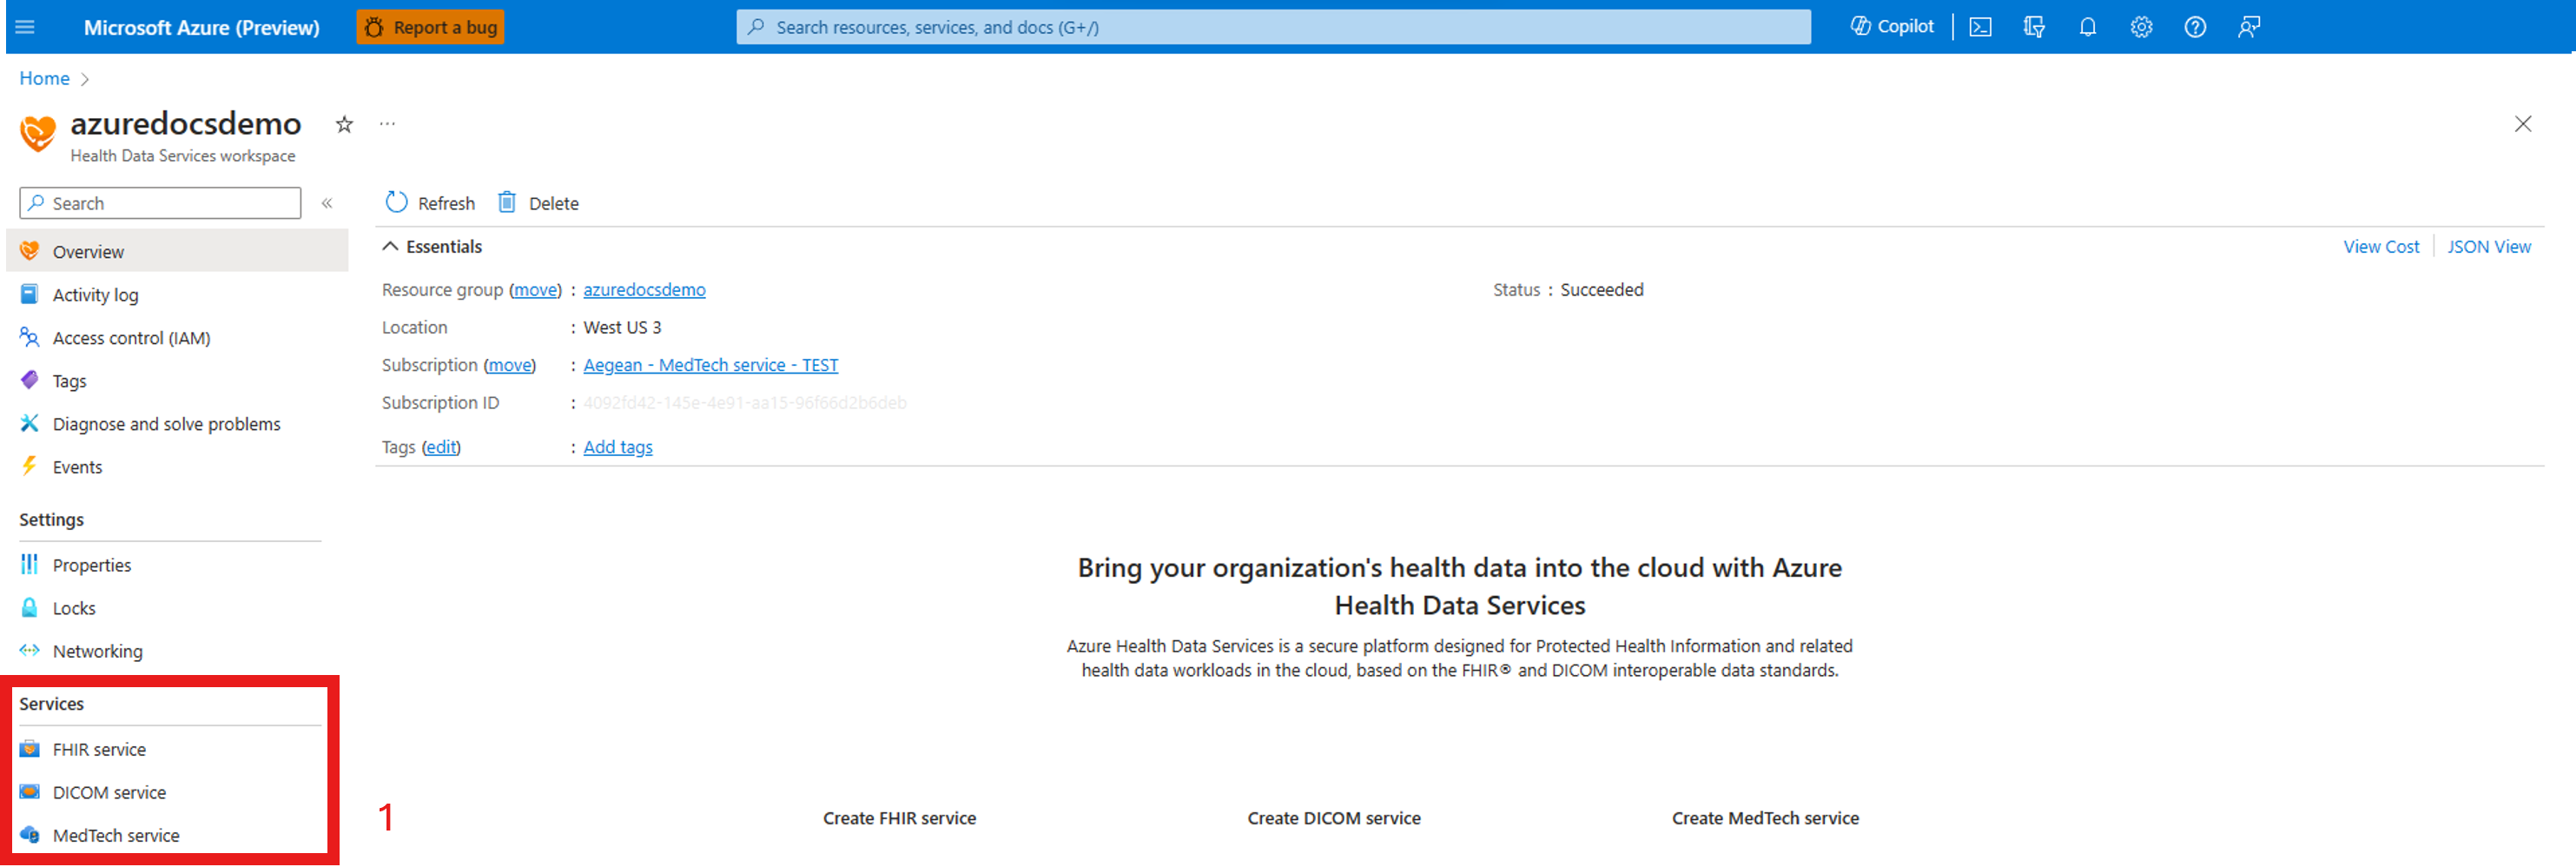 Microsoft Azure (Preview)
Report a bug
Search resources, services, and docs (G+/)
Copilot
Home
azuredocsdemo
Health Data Services workspace
Search
Refresh
Delete
Overview
Activity log
Access control (IAM)
Tags
Diagnose and solve problems
Events
Settings
Properties
Locks
Networking
Services
FHIR service
DICOM service
MedTech service
1
Essentials
View Cost
JSON View
Resource group (move) : azuredocsdemo
Status : Succeeded
Location : West US 3
Subscription (move) : Aegean - MedTech service - TEST
Subscription ID : 4092fd42-145e-4e91-aa15-96f66d2b6deb
Tags (edit) : Add tags
Bring your organization's health data into the cloud with Azure
Health Data Services
Azure Health Data Services is a secure platform designed for Protected Health Information and related
health data workloads in the cloud, based on the FHIR® and DICOM interoperable data standards.
Create FHIR service
Create DICOM service
Create MedTech service